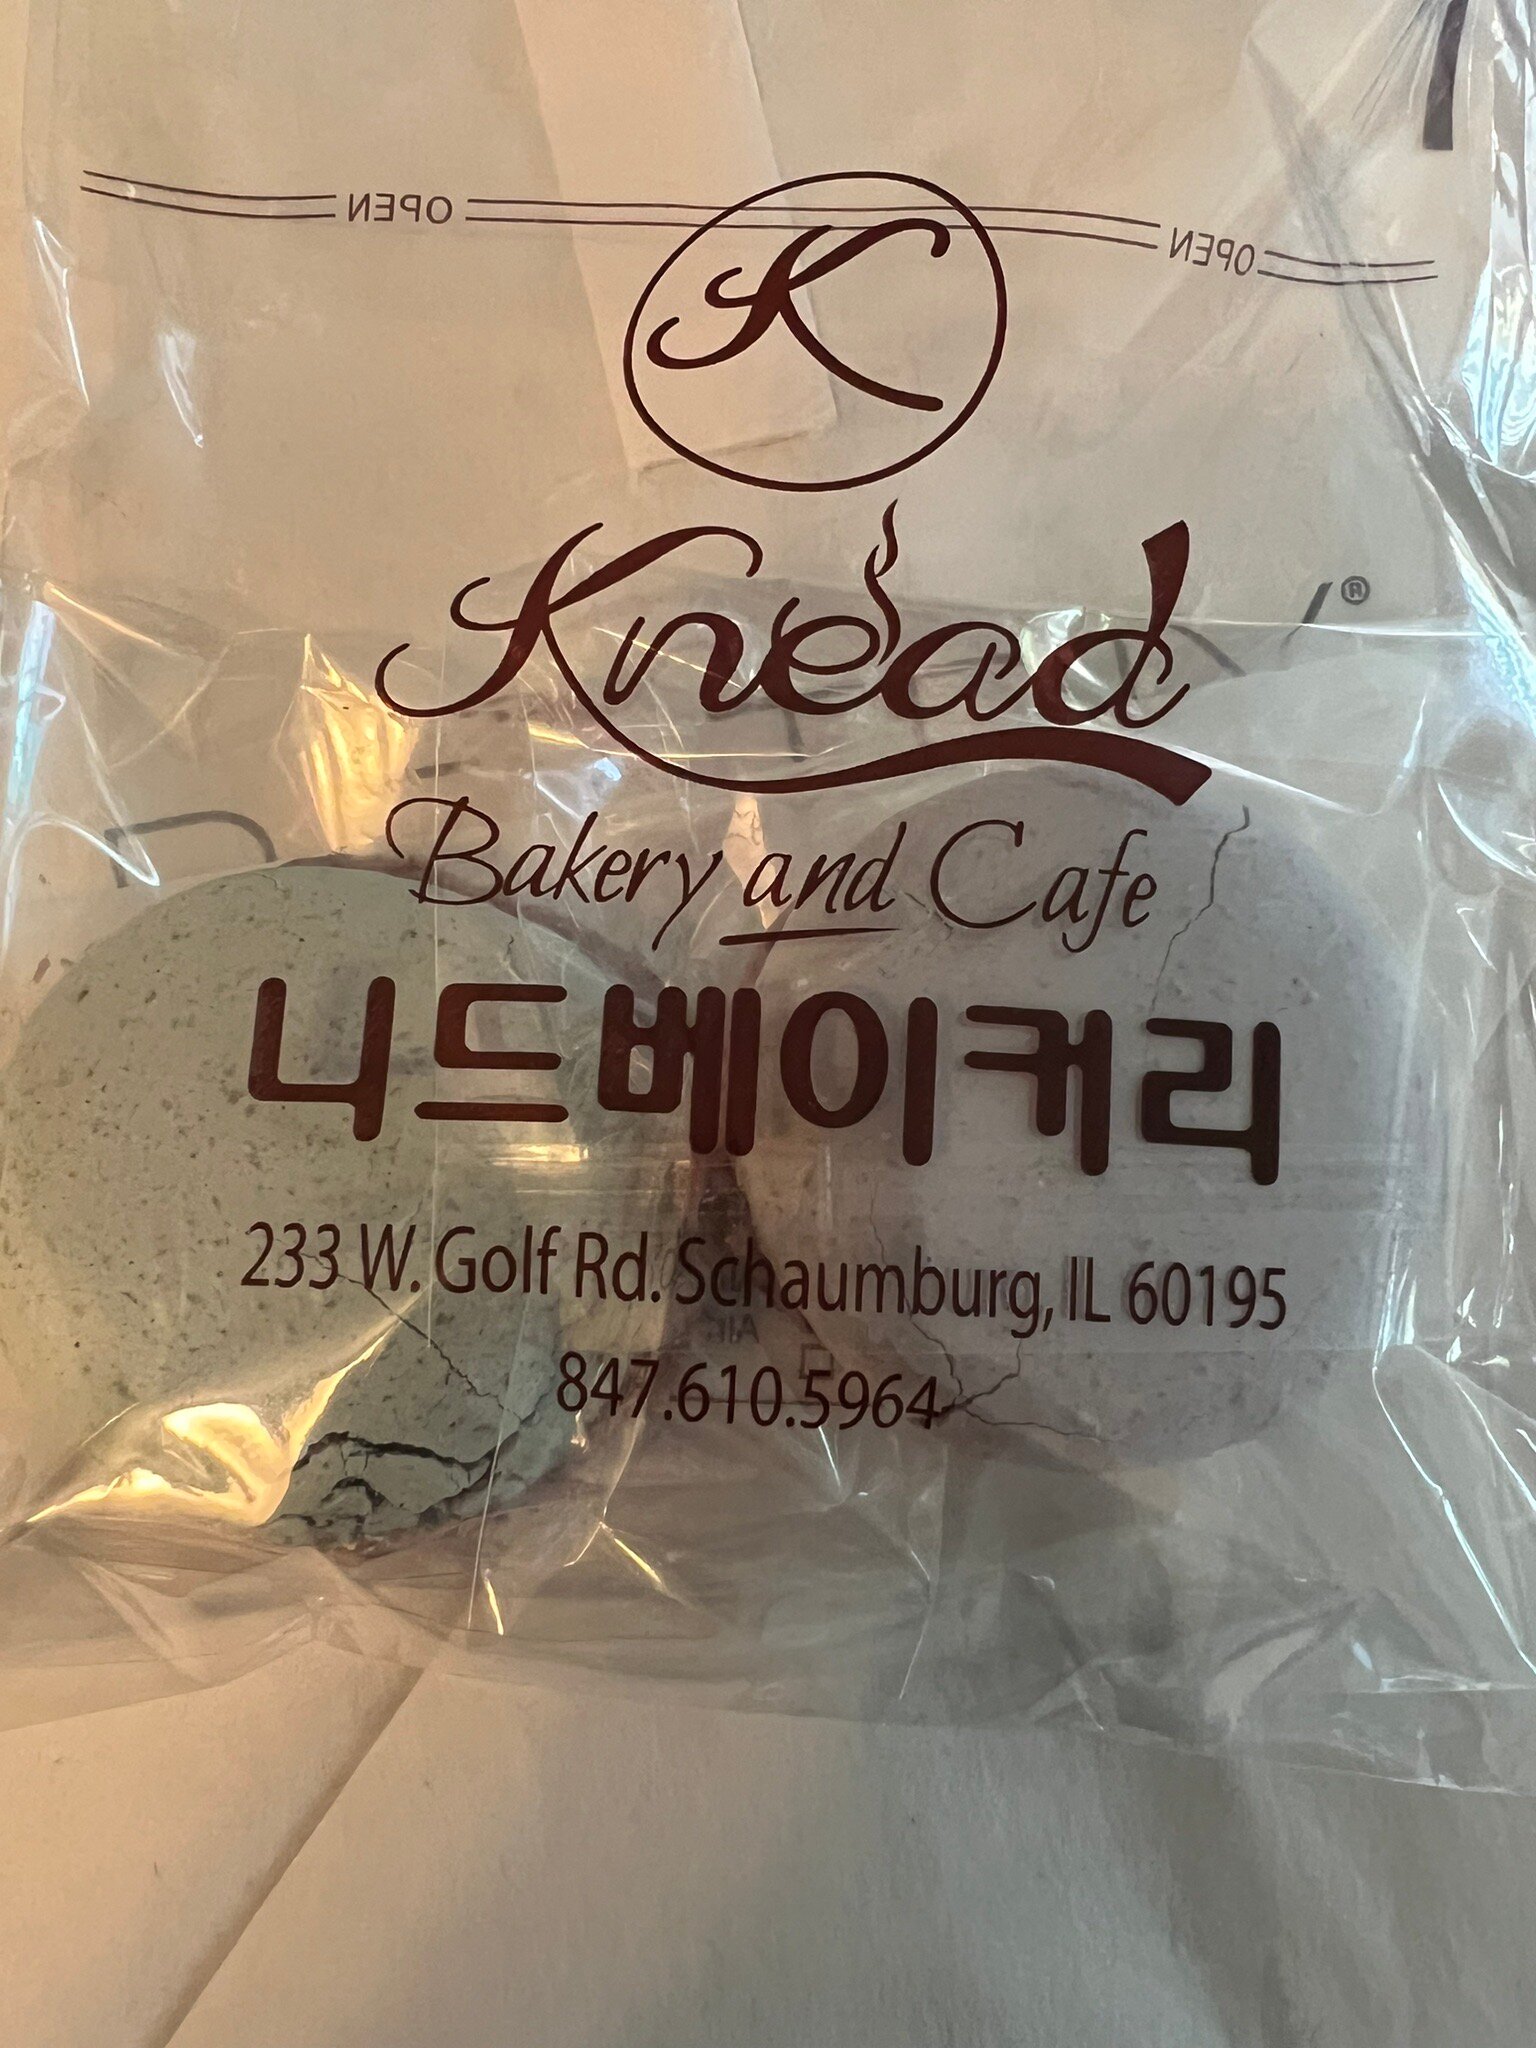 OPEN OPEN
K
Knead
Bakery and Cafe
니드베이커리
233 W. Golf Rd. Schaumburg, IL 60195
847.610.5964